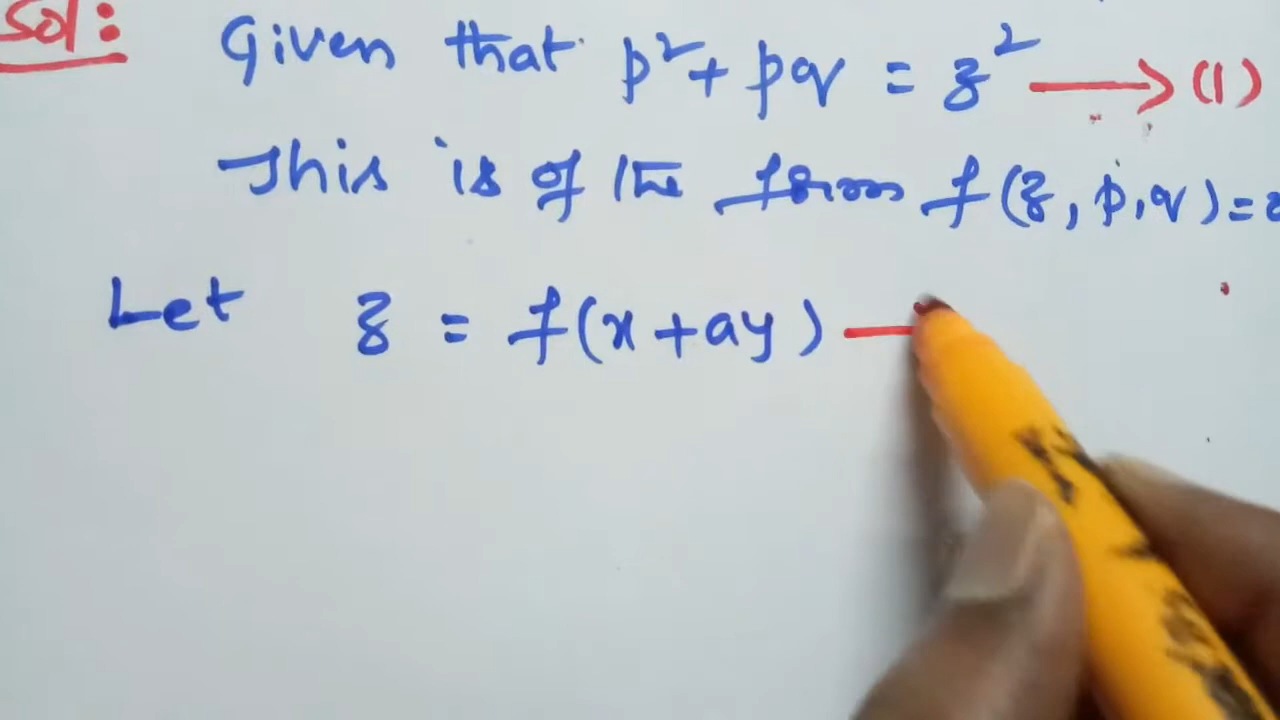 Sol:
Given that p² + pq = z² ⟶ (1)
This is of the form f(z, p, q) =
Let z = f(x + ay)